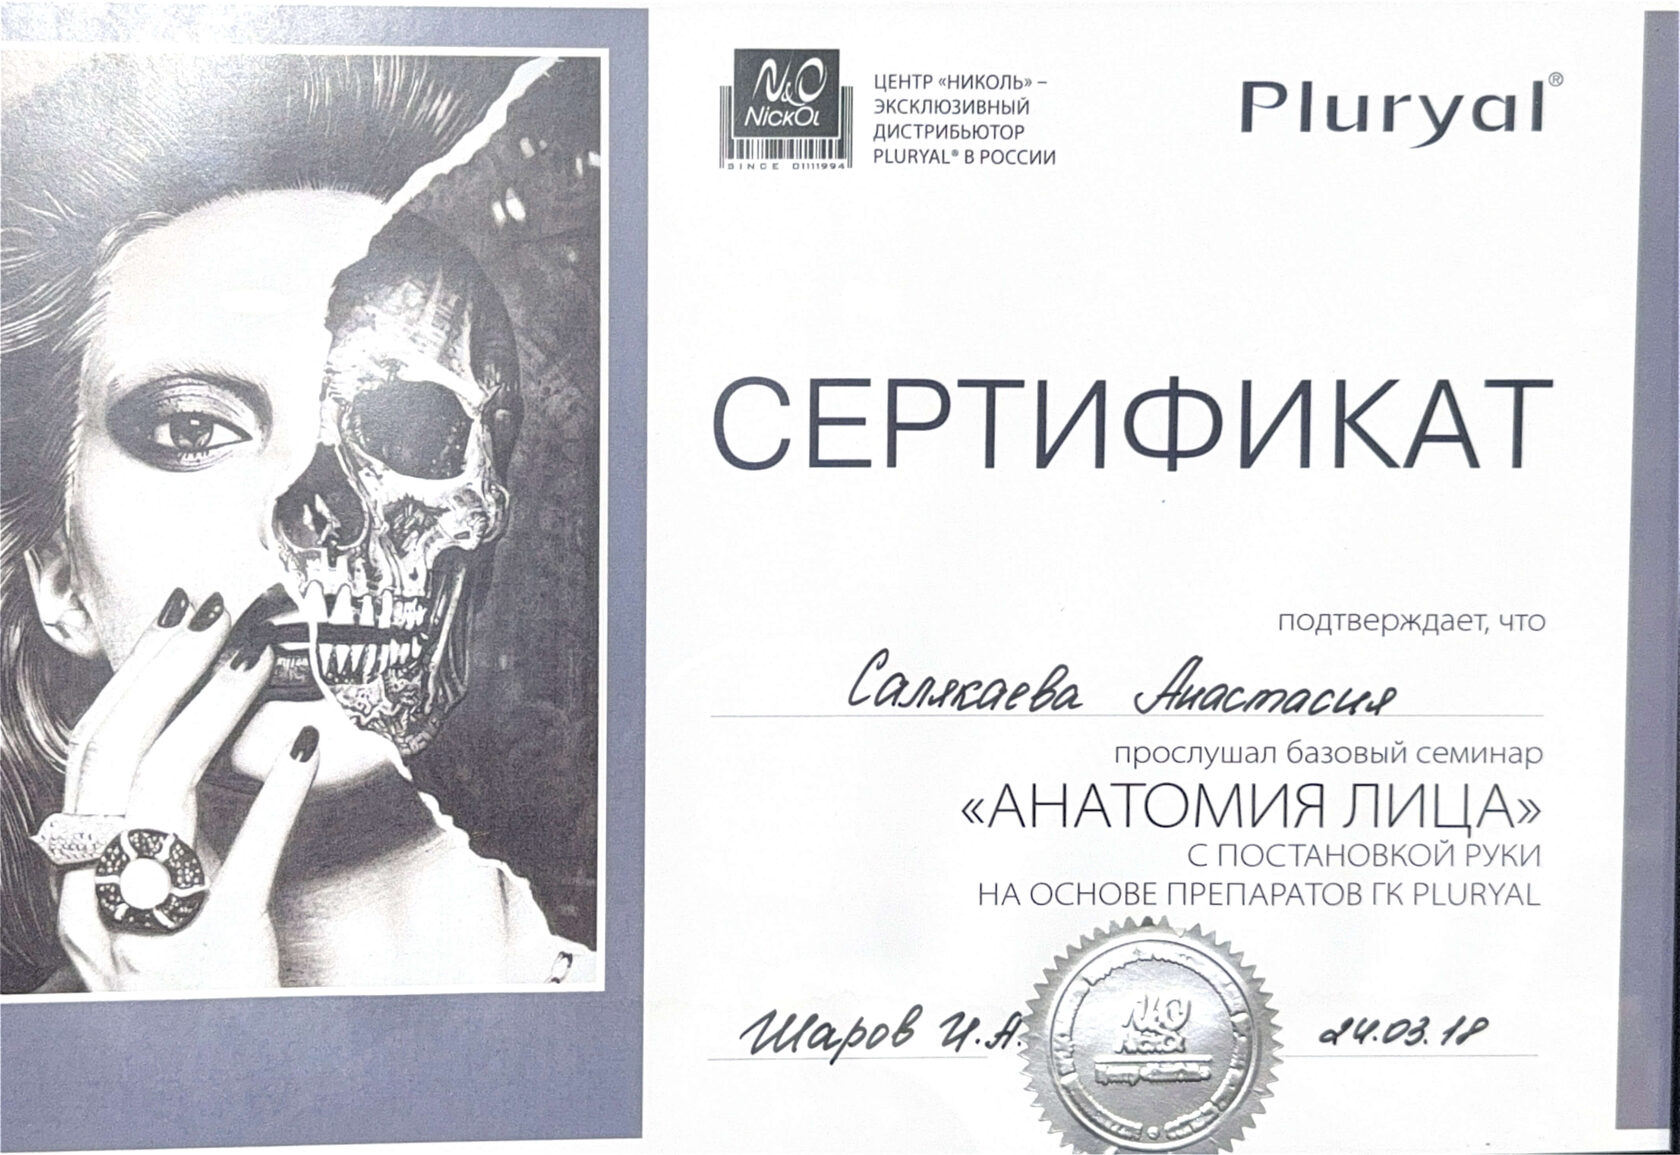 N&O
NickOl
SINCE 01111994
ЦЕНТР «НИКОЛЬ» –
ЭКСКЛЮЗИВНЫЙ
ДИСТРИБЬЮТОР
PLURYAL® В РОССИИ
Pluryal®
СЕРТИФИКАТ
подтверждает, что
Салякаева Анастасия
прослушал базовый семинар
«АНАТОМИЯ ЛИЦА»
С ПОСТАНОВКОЙ РУКИ
НА ОСНОВЕ ПРЕПАРАТОВ ГК PLURYAL
Шаров И.А.
24.03.18
N&O
NickOl